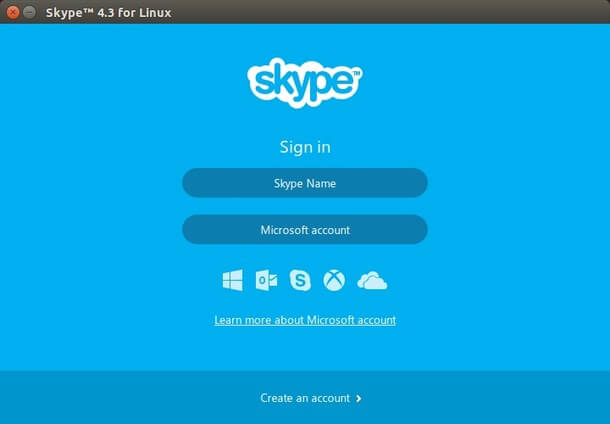 Skype™ 4.3 for Linux
skype™
Sign in
Skype Name
Microsoft account
Learn more about Microsoft account
Create an account